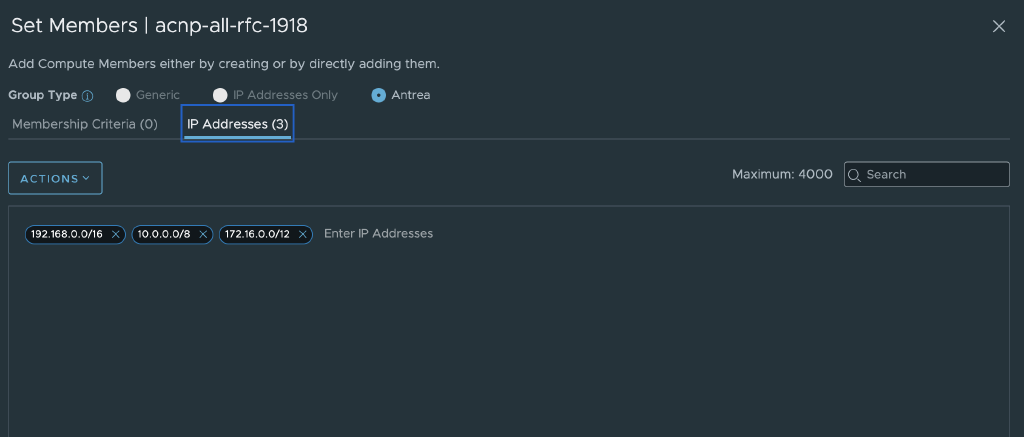 Set Members | acnp-all-rfc-1918
Add Compute Members either by creating or by directly adding them.
Group Type Generic IP Addresses Only Antrea
Membership Criteria (0) IP Addresses (3)
ACTIONS Maximum: 4000 Search
192.168.0.0/16 10.0.0.0/8 172.16.0.0/12 Enter IP Addresses